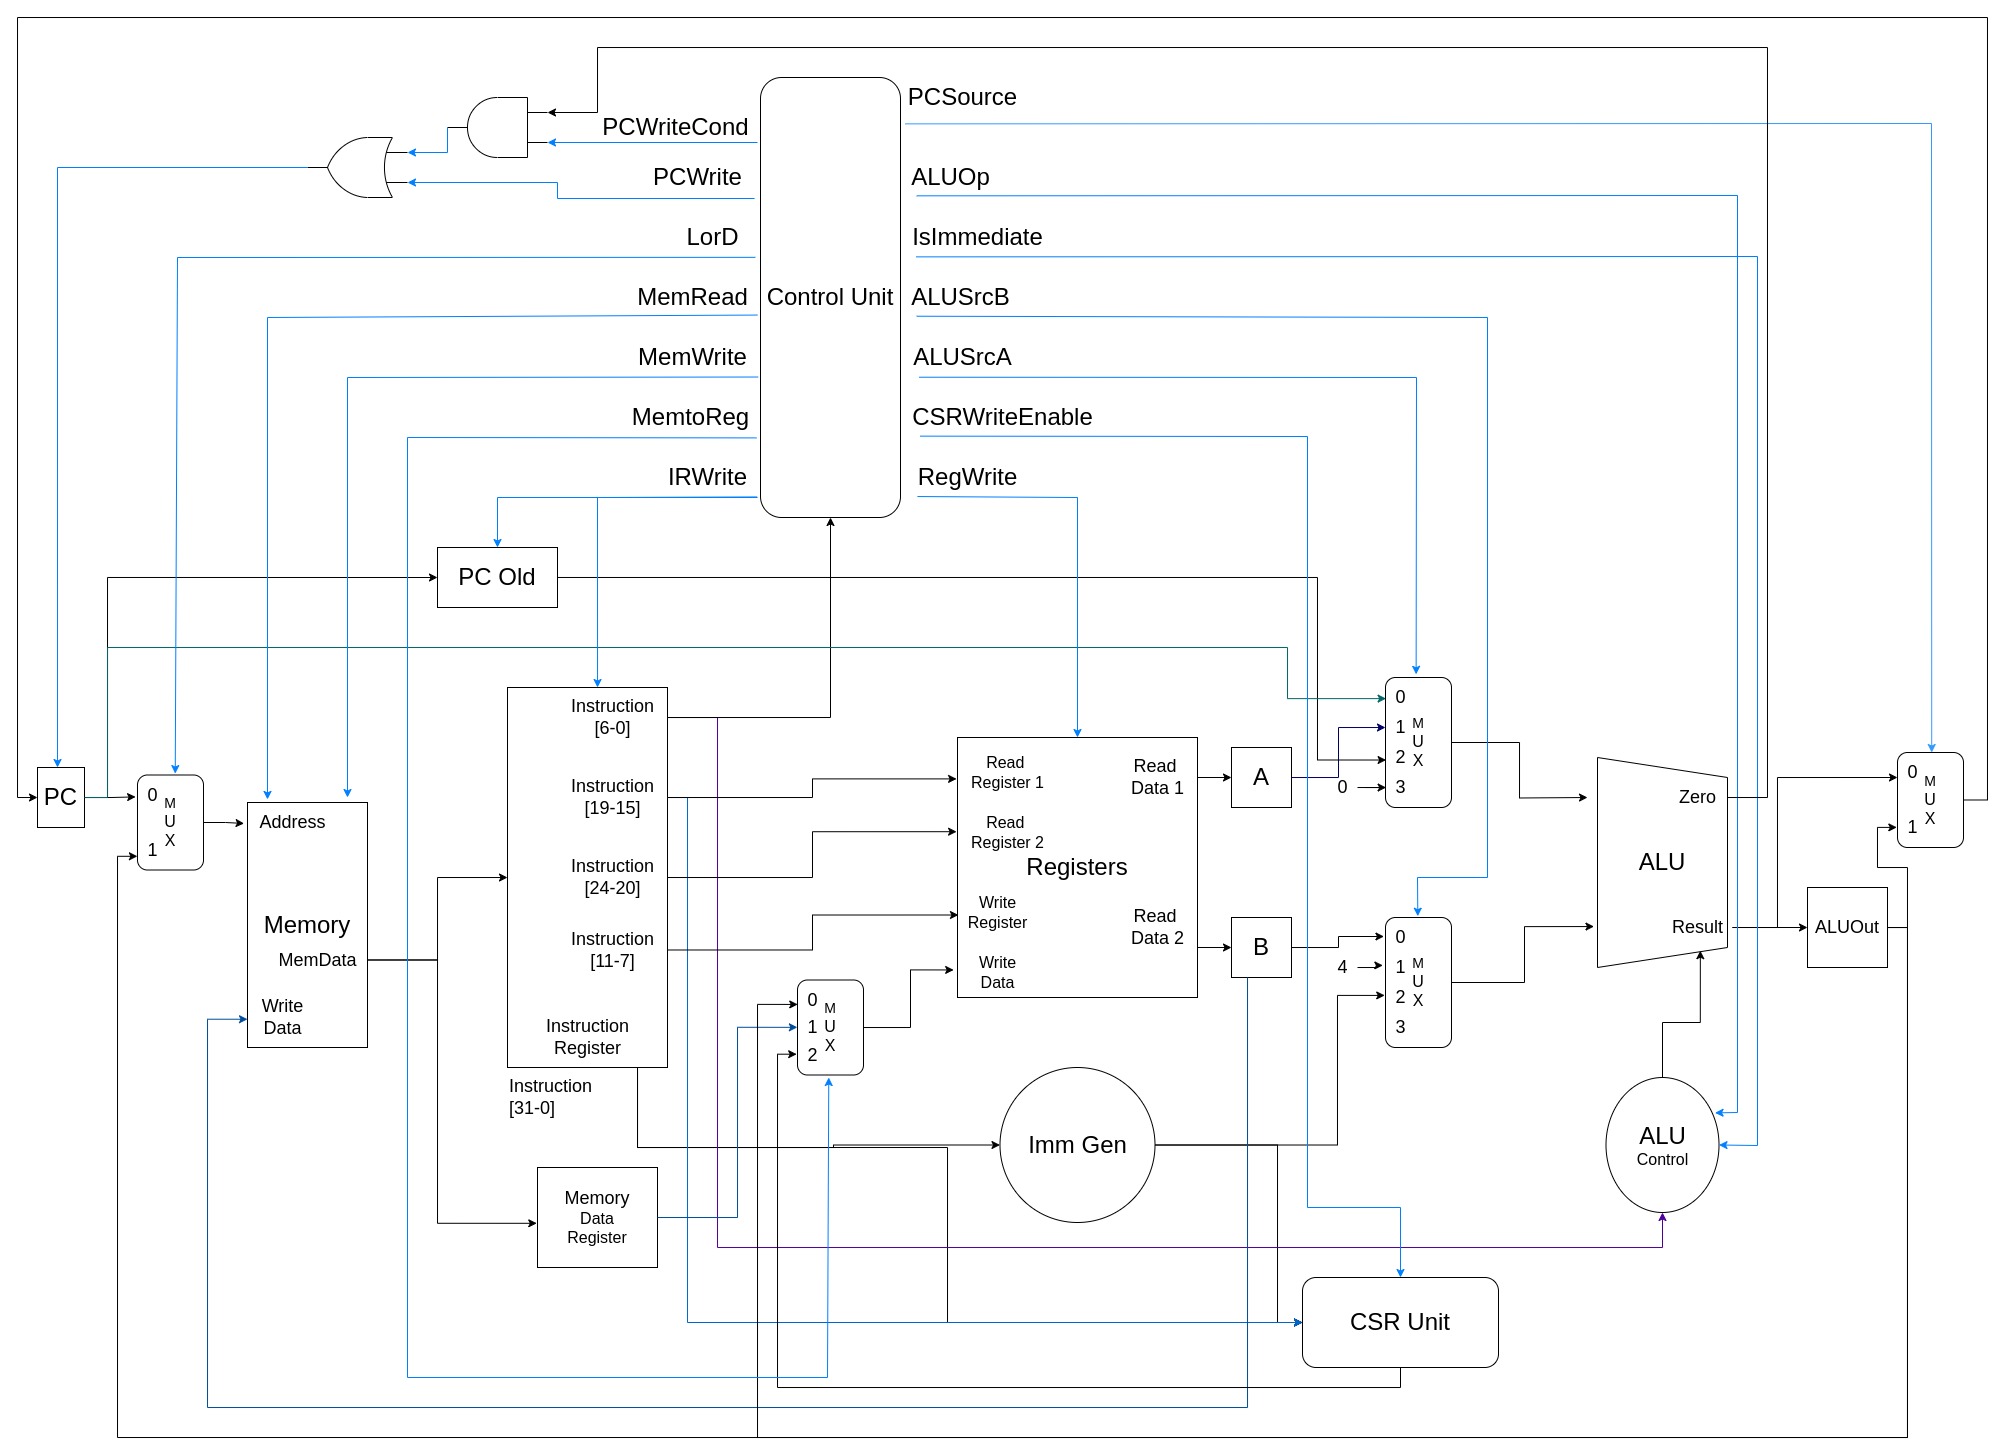 PCSource
PCWriteCond
PCWrite
ALUOp
LorD
IsImmediate
MemRead
Control Unit
ALUSrcB
MemWrite
ALUSrcA
MemtoReg
CSRWriteEnable
IRWrite
RegWrite
PC Old
PC
0
M
U
X
1
Address
Memory
MemData
Write
Data
Instruction
[6-0]
Instruction
[19-15]
Instruction
[24-20]
Instruction
[11-7]
Instruction
Register
Instruction
[31-0]
Memory
Data
Register
0
1
2
M
U
X
Read
Register 1
Read
Register 2
Registers
Write
Register
Write
Data
Read
Data 1
Read
Data 2
A
B
0
4
0
1
2
3
M
U
X
0
1
2
3
M
U
X
Imm Gen
CSR Unit
Zero
ALU
Result
ALU
Control
ALUOut
0
M
U
X
1